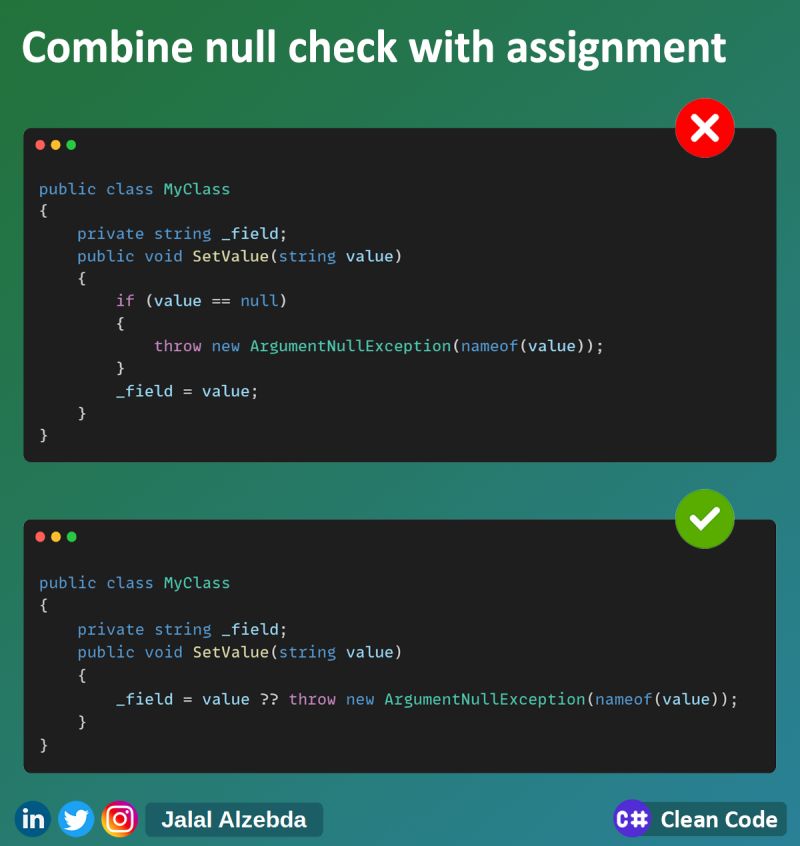 Combine null check with assignment
public class MyClass
{
    private string _field;
    public void SetValue(string value)
    {
        if (value == null)
        {
            throw new ArgumentNullException(nameof(value));
        }
        _field = value;
    }
}
public class MyClass
{
    private string _field;
    public void SetValue(string value)
    {
        _field = value ?? throw new ArgumentNullException(nameof(value));
    }
}
in Jalal Alzebda C# Clean Code